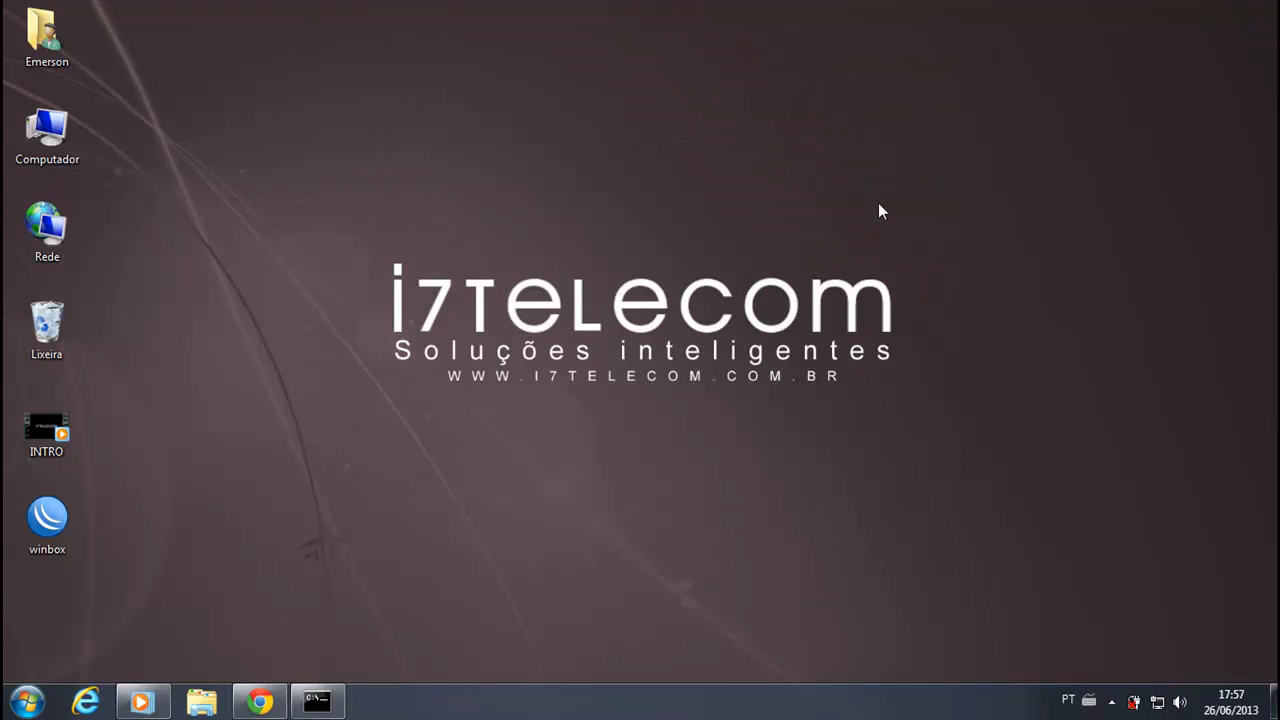 Emerson
Computador
Rede
Lixeira
INTRO
winbox
i7TELECOM
Soluções inteligentes
WWW.I7TELECOM.COM.BR
C:\_
PT
17:57
26/06/2013